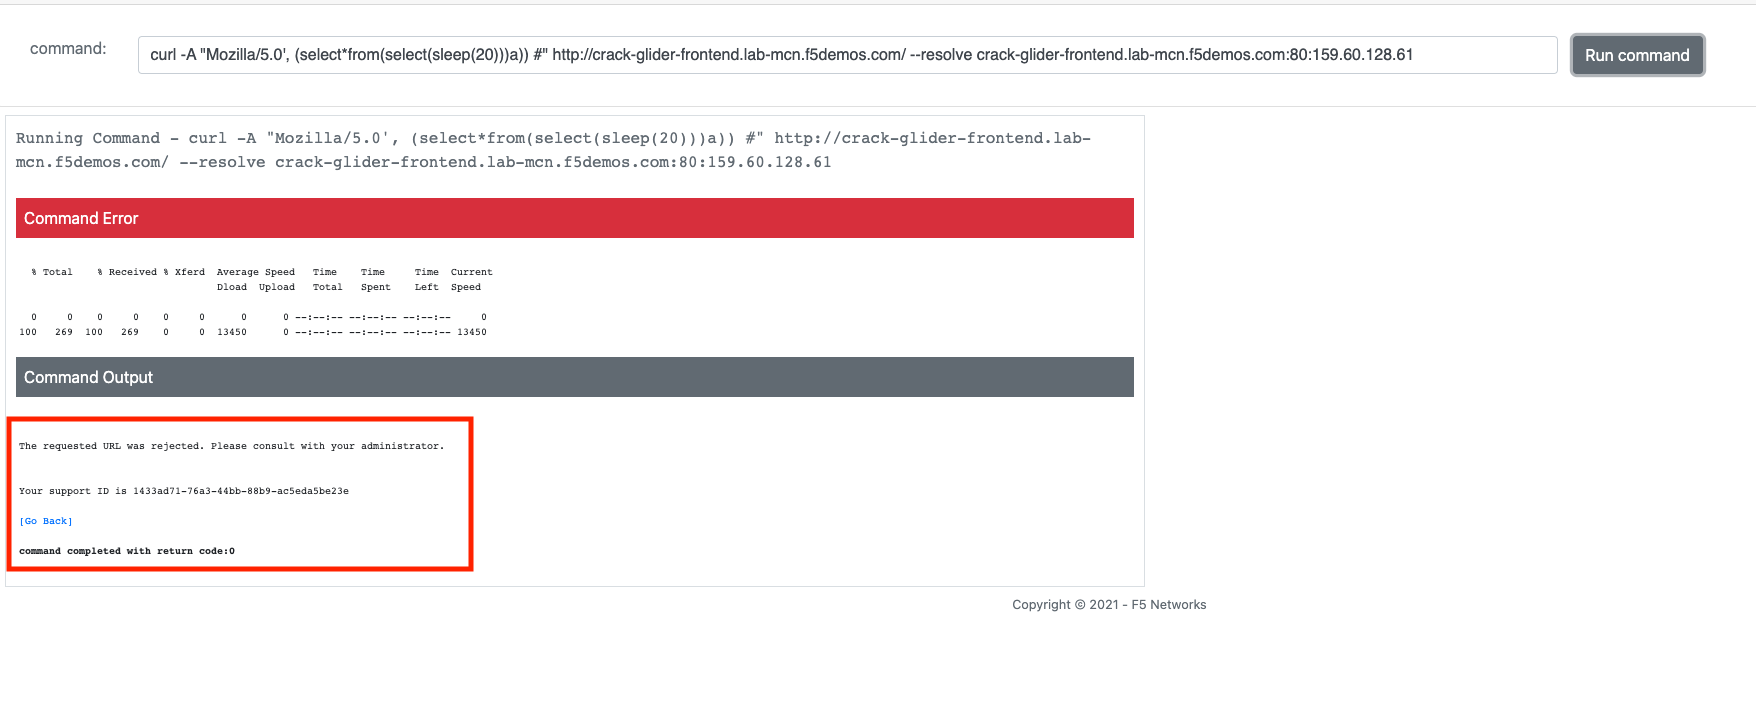 command:
curl -A "Mozilla/5.0', (select*from(select(sleep(20)))a)) #" http://crack-glider-frontend.lab-mcn.f5demos.com/ --resolve crack-glider-frontend.lab-mcn.f5demos.com:80:159.60.128.61
Run command
Running Command - curl -A "Mozilla/5.0', (select*from(select(sleep(20)))a)) #" http://crack-glider-frontend.lab-
mcn.f5demos.com/ --resolve crack-glider-frontend.lab-mcn.f5demos.com:80:159.60.128.61
Command Error
% Total    % Received % Xferd  Average Speed   Time    Time     Time  Current
Dload  Upload   Total   Spent    Left  Speed
0     0    0     0    0     0      0      0 --:--:-- --:--:-- --:--:--     0
100   269  100   269    0     0  13450      0 --:--:-- --:--:-- --:--:-- 13450
Command Output
The requested URL was rejected. Please consult with your administrator.
Your support ID is 1433ad71-76a3-44bb-88b9-ac5eda5be23e
[Go Back]
command completed with return code:0
Copyright © 2021 - F5 Networks